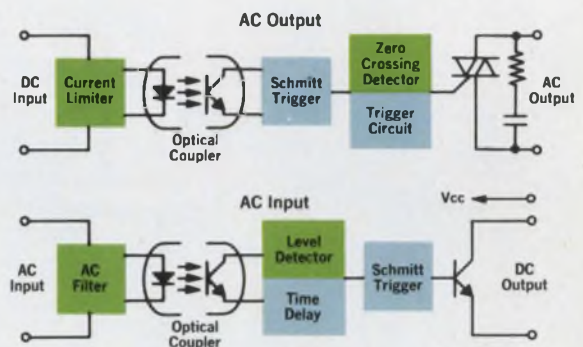 AC Output
DC
Input
Current
Limiter
Optical
Coupler
Schmitt
Trigger
Zero
Crossing
Detector
Trigger
Circuit
AC
Output
AC Input
AC
Input
AC
Filter
Optical
Coupler
Level
Detector
Time
Delay
Schmitt
Trigger
Vcc
DC
Output